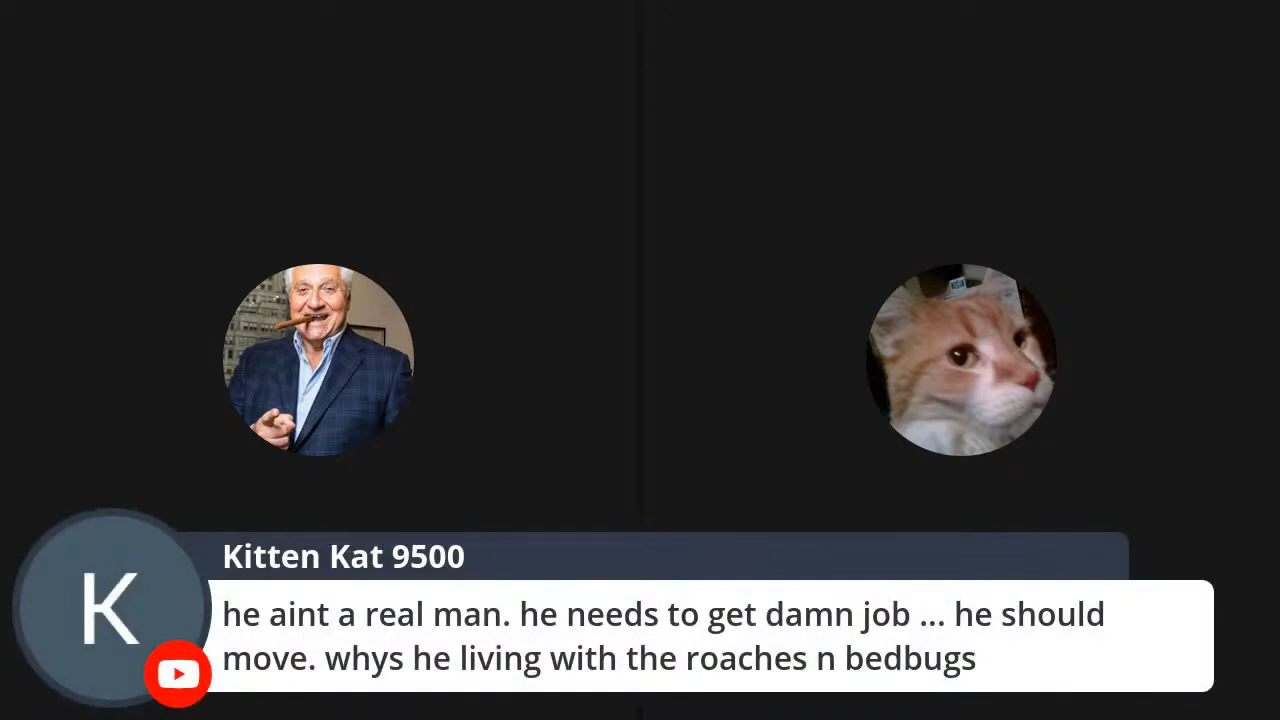 Kitten Kat 9500
K
he aint a real man. he needs to get damn job ... he should
move. whys he living with the roaches n bedbugs